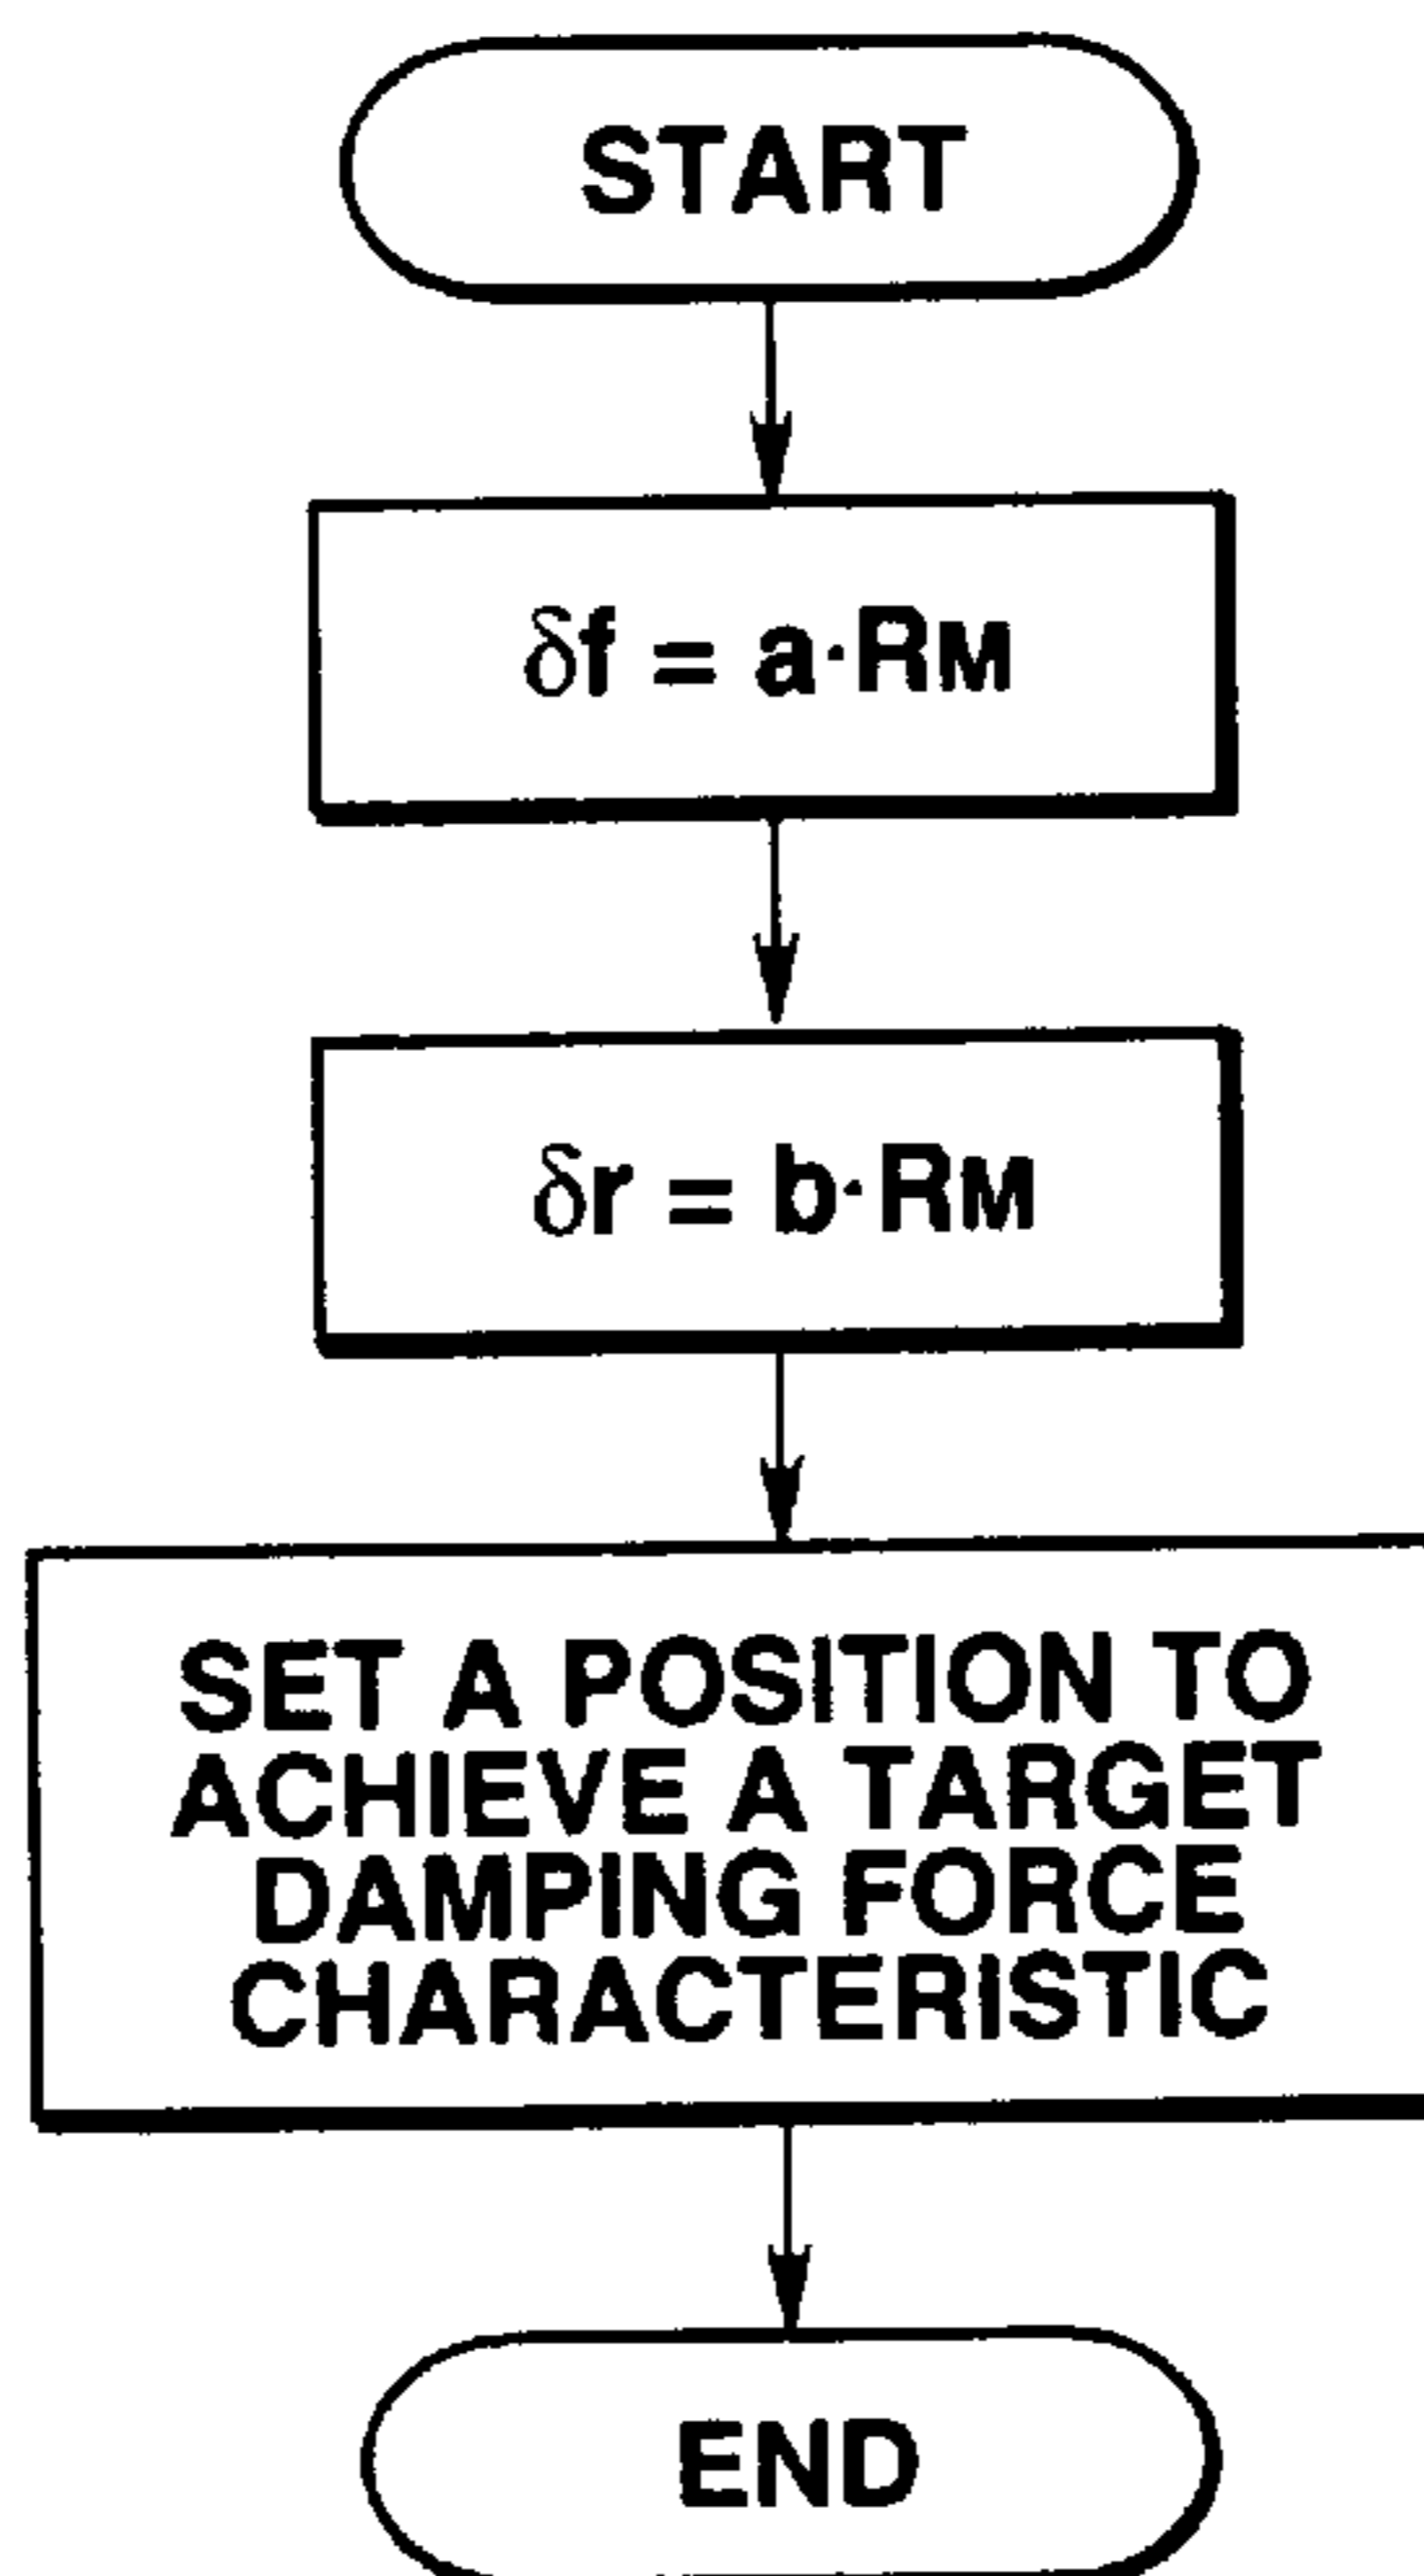 START
δf = a·RM
δr = b·RM
SET A POSITION TO
ACHIEVE A TARGET
DAMPING FORCE
CHARACTERISTIC
END